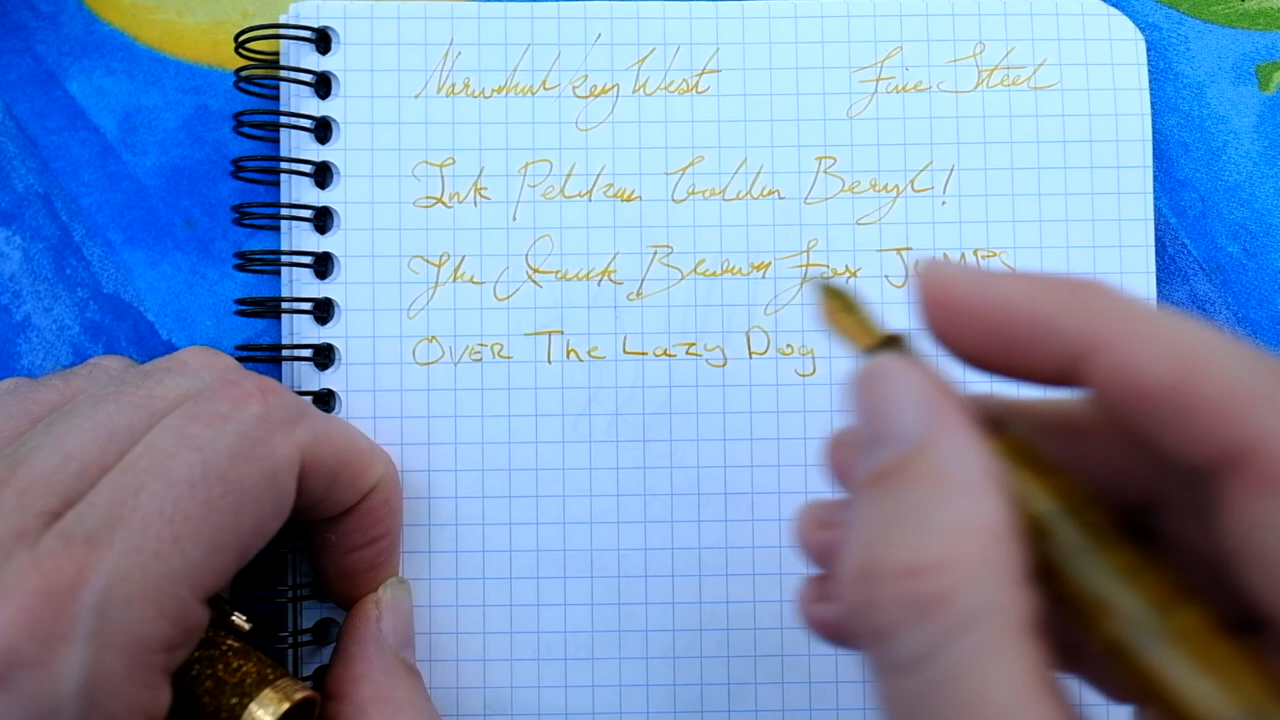 Narwhal Key West Fine Steel
Ink Pelikan Golden Beryl!
The Quick Brown Fox JUMPS
OVER The Lazy Dog